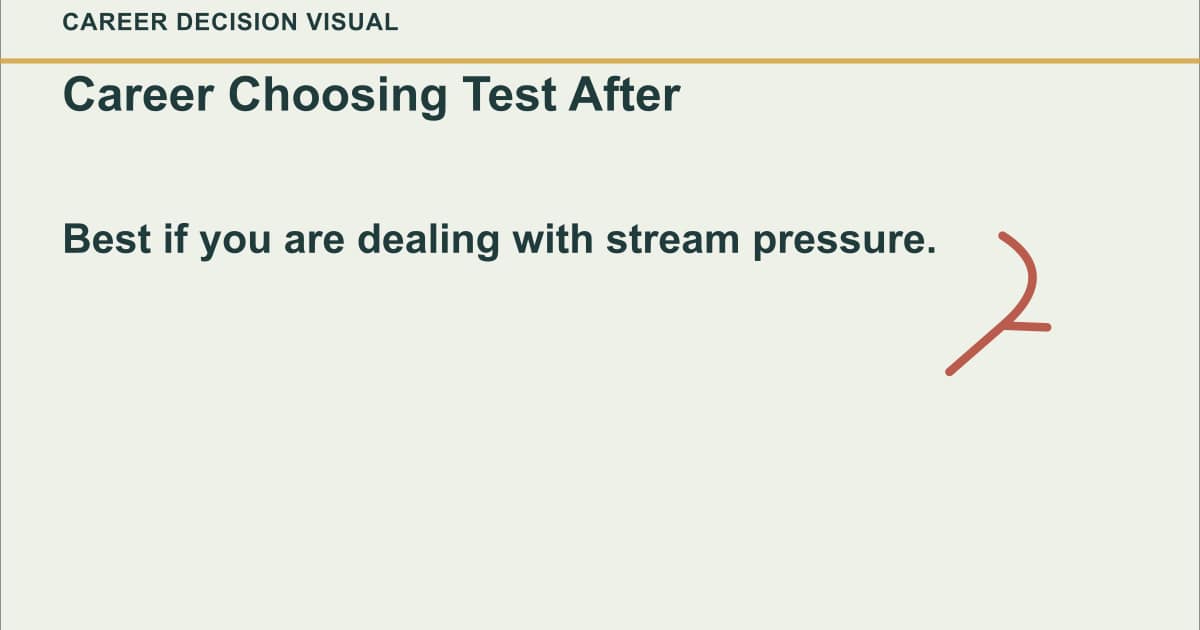 CAREER DECISION VISUAL
Career Choosing Test After
Best if you are dealing with stream pressure.